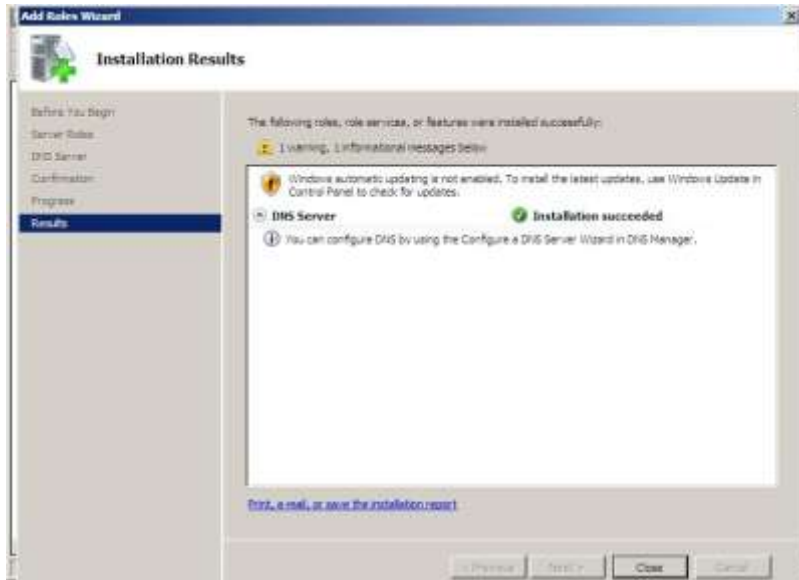 Add Roles Wizard
Installation Results
Before You Begin
Server Roles
DNS Server
Confirmation
Progress
Results
The following roles, role services, or features were installed successfully:
1 warning, 1 informational messages below
Windows automatic updating is not enabled. To install the latest updates, use Windows Update in
Control Panel to check for updates.
DNS Server
Installation succeeded
You can configure DNS by using the Configure a DNS Server Wizard in DNS Manager.
Print, e-mail, or save the installation report
< Previous
Next >
Close
Cancel